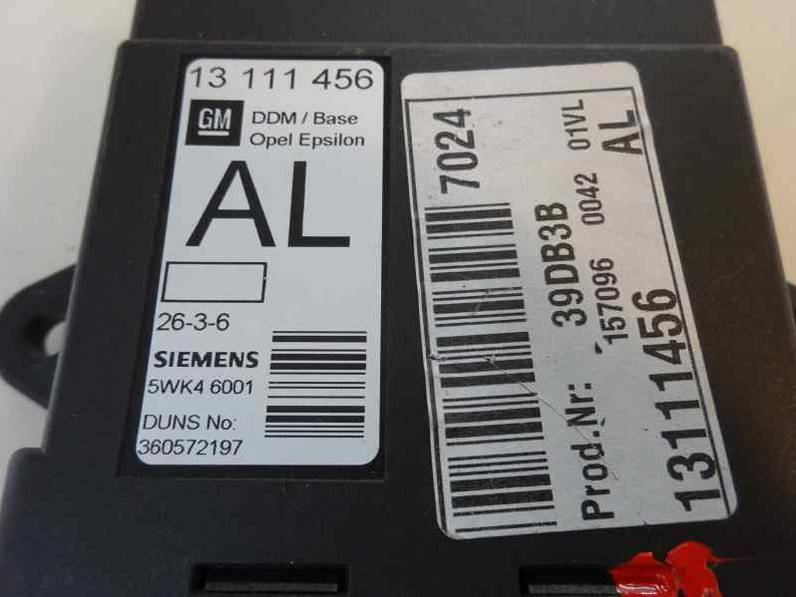 13 111 456
GM
DDM / Base
Opel Epsilon
AL
26-3-6
SIEMENS
5WK4 6001
DUNS No:
360572197
7024
Prod.Nr: 39DB3B
157096 0042 01VL
13111456 AL